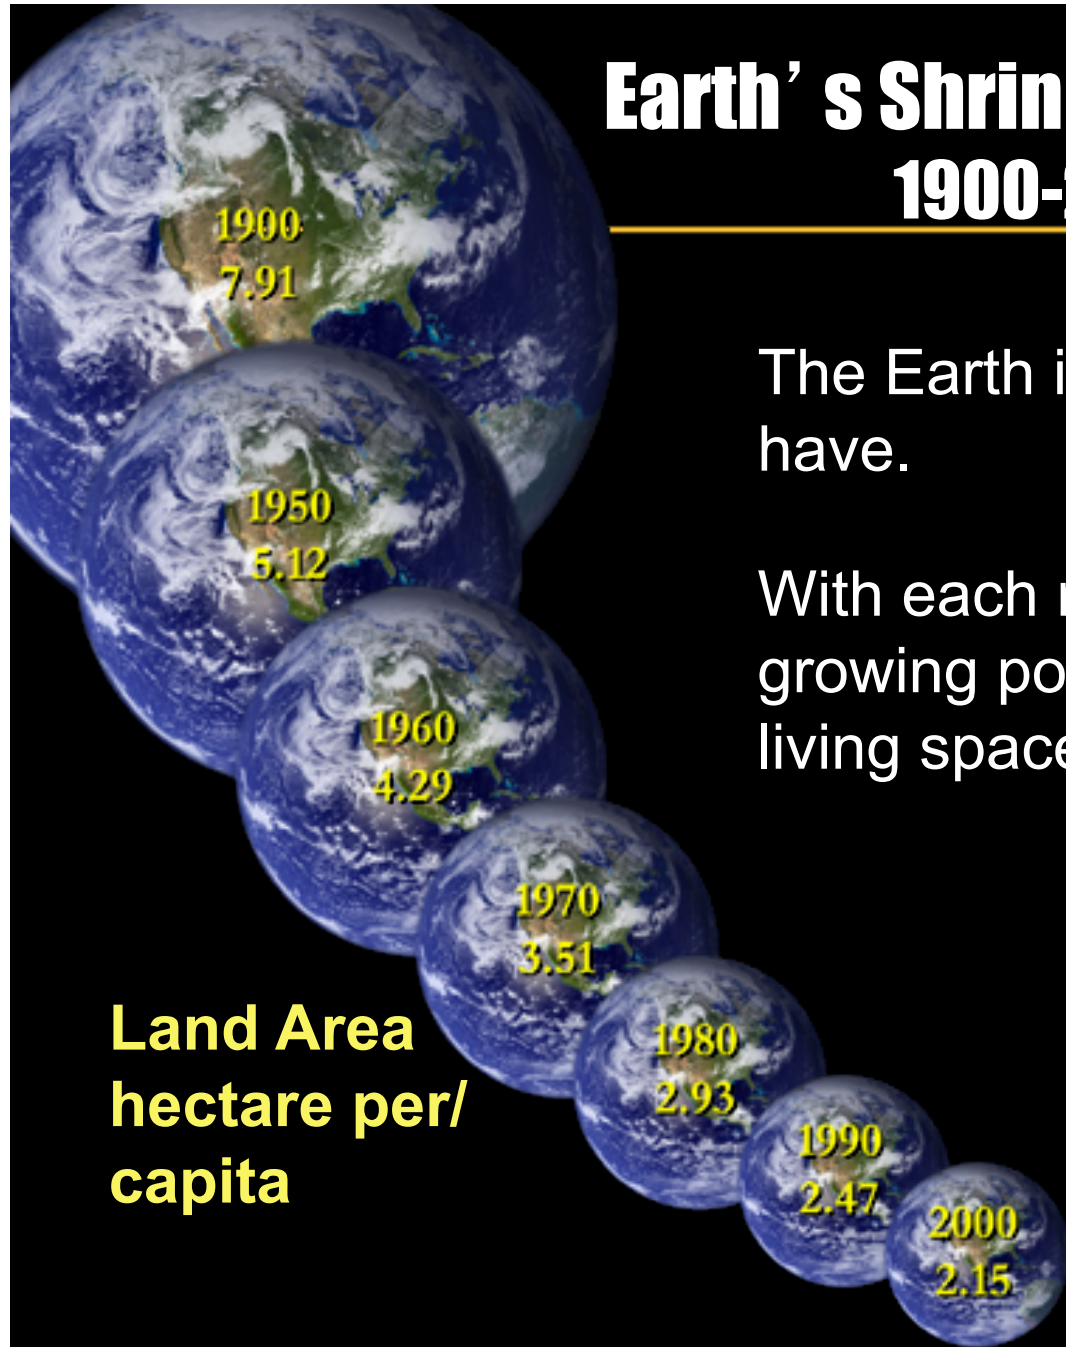 Earth’ s Shrin
1900-
1900
7.91
The Earth i
have.
1950
5.12
With each
growing po
living space
1960
4.29
1970
3.51
Land Area
hectare per/
capita
1980
2.93
1990
2.47
2000
2.15